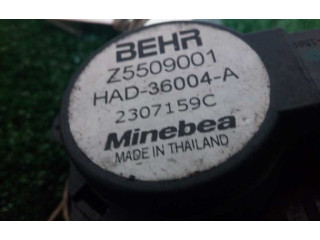 BEHR
Z5509001
HAD-36004-A
2307159C
Minebea
MADE IN THAILAND